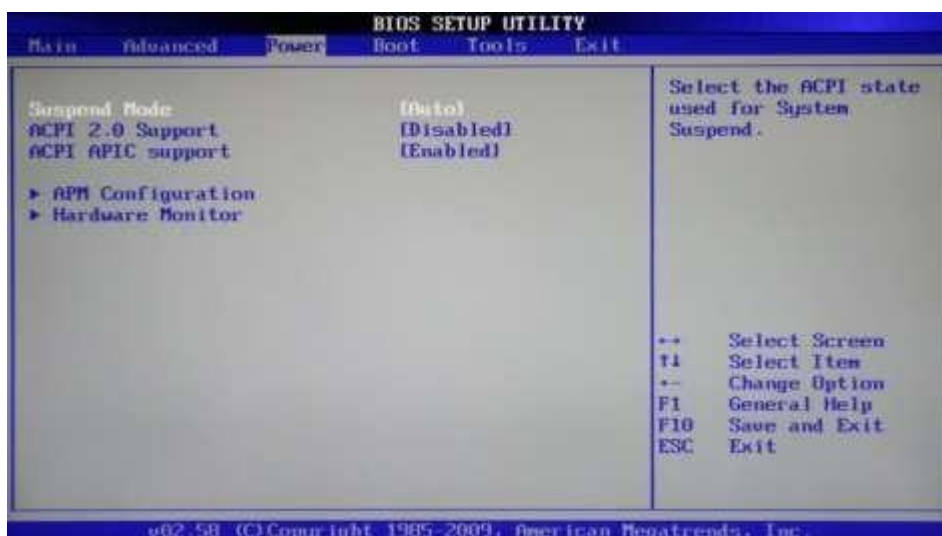 BIOS SETUP UTILITY
Main Advanced Power Boot Tools Exit
Suspend Mode [Auto]
ACPI 2.0 Support [Disabled]
ACPI APIC support [Enabled]
► APM Configuration
► Hardware Monitor
Select the ACPI state
used for System
Suspend.
←→ Select Screen
↑↓ Select Item
+- Change Option
F1 General Help
F10 Save and Exit
ESC Exit
v02.58 (C)Copyright 1985-2009, American Megatrends, Inc.